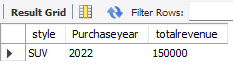 Result Grid Filter Rows:
style Purchaseyear totalrevenue
SUV 2022 150000